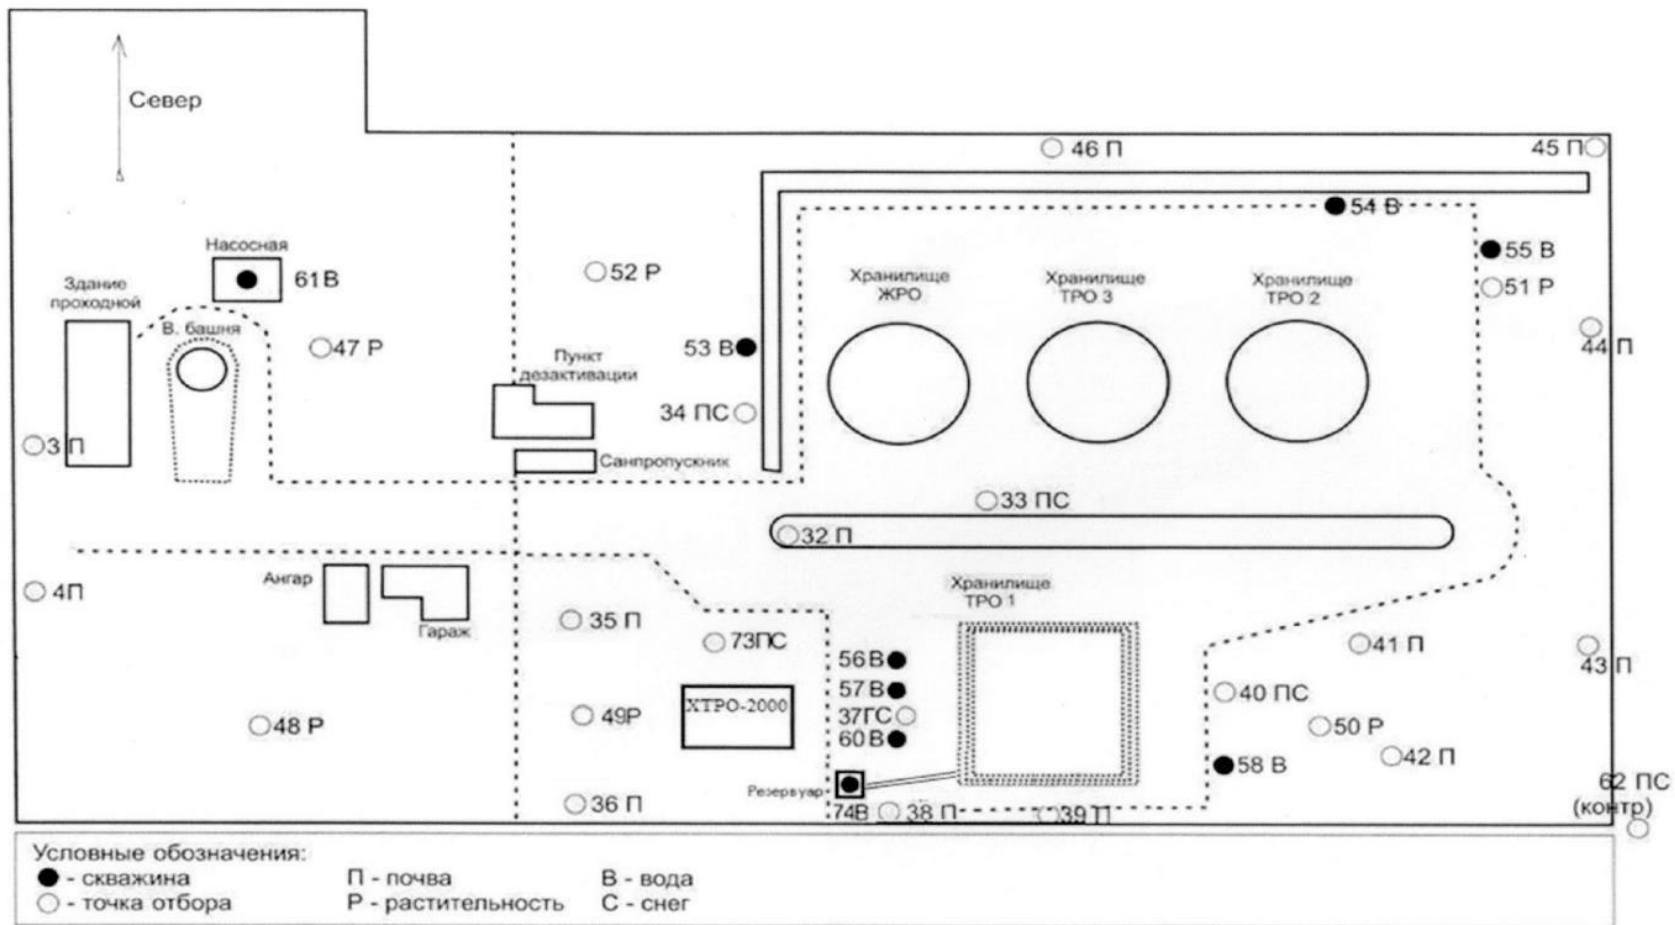 Север
46 П
45 П
54 В
Насосная
61 В
52 Р
55 В
51 Р
Здание
проходной
В. башня
47 Р
53 В
Хранилище
ЖРО
Хранилище
ТРО 3
Хранилище
ТРО 2
44 П
Пункт
дезактивации
34 ПС
3 П
Санпропускник
33 ПС
32 П
4П
Ангар
Гараж
35 П
73ПС
Хранилище
ТРО 1
41 П
43 П
56 В
57 В
37ГС
60 В
40 ПС
50 Р
48 Р
49Р
ХТРО-2000
58 В
42 П
62 ПС
(контр)
Резервуар
74В
36 П
38 П
39 П
Условные обозначения:
- скважина П - почва В - вода
- точка отбора Р - растительность С - снег